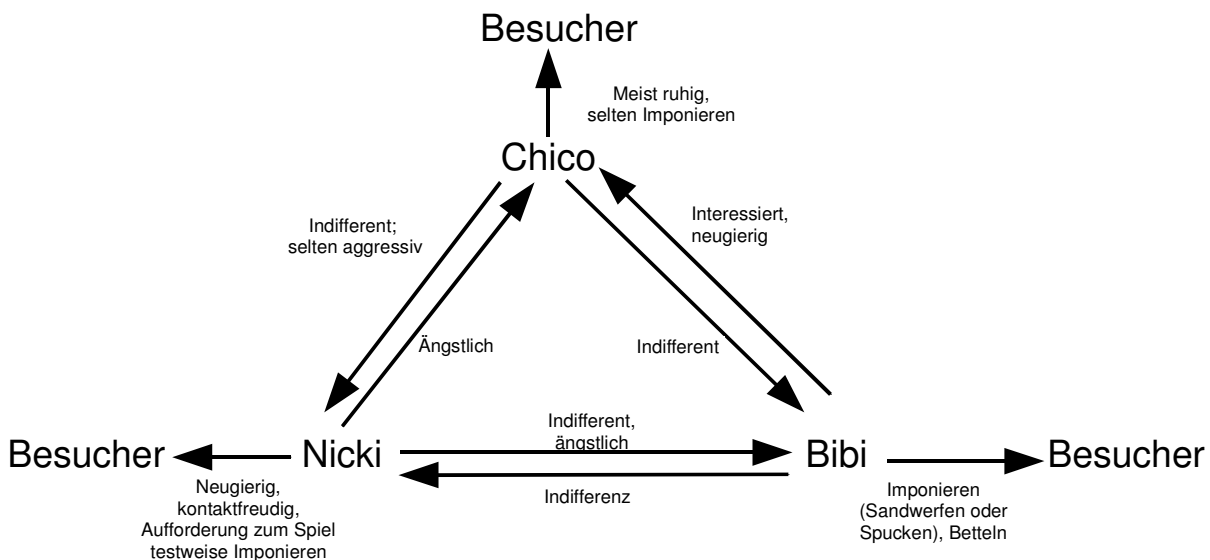 Besucher
Meist ruhig,
selten Imponieren
Chico
Indifferent;
selten aggressiv
Interessiert,
neugierig
Ängstlich
Indifferent
Indifferent,
ängstlich
Besucher
Nicki
Bibi
Besucher
Indifferenz
Neugierig,
kontaktfreudig,
Aufforderung zum Spiel
testweise Imponieren
Imponieren
(Sandwerfen oder
Spucken), Betteln